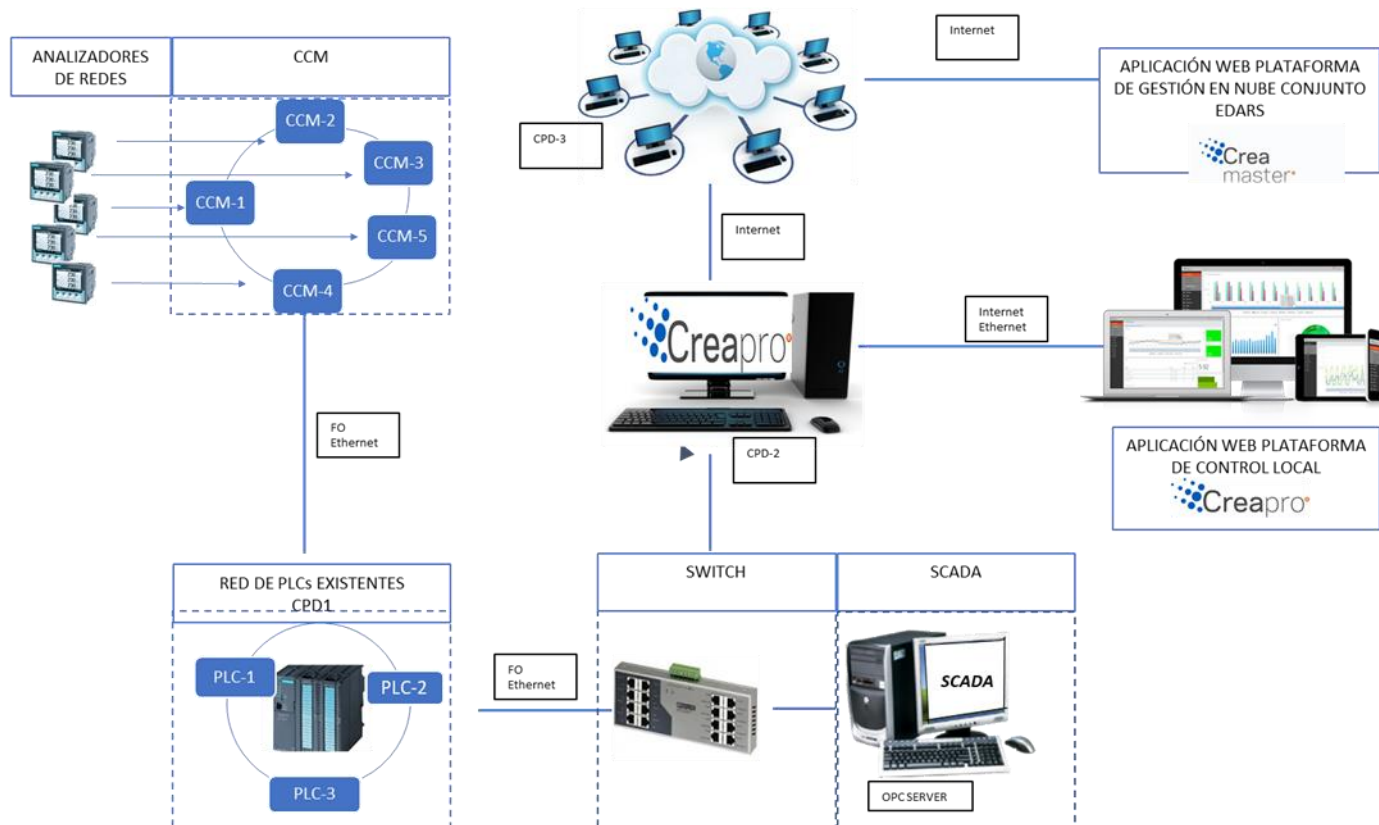 ANALIZADORES
DE REDES
CCM
CCM-2
CCM-3
CCM-1
CCM-5
CCM-4
CPD-3
Internet
APLICACIÓN WEB PLATAFORMA
DE GESTIÓN EN NUBE CONJUNTO
EDARS
Crea
master
Internet
Creapro
CPD-2
Internet
Ethernet
APLICACIÓN WEB PLATAFORMA
DE CONTROL LOCAL
Creapro
FO
Ethernet
RED DE PLCs EXISTENTES
CPD1
PLC-1
PLC-2
PLC-3
FO
Ethernet
SWITCH
SCADA
SCADA
OPC SERVER